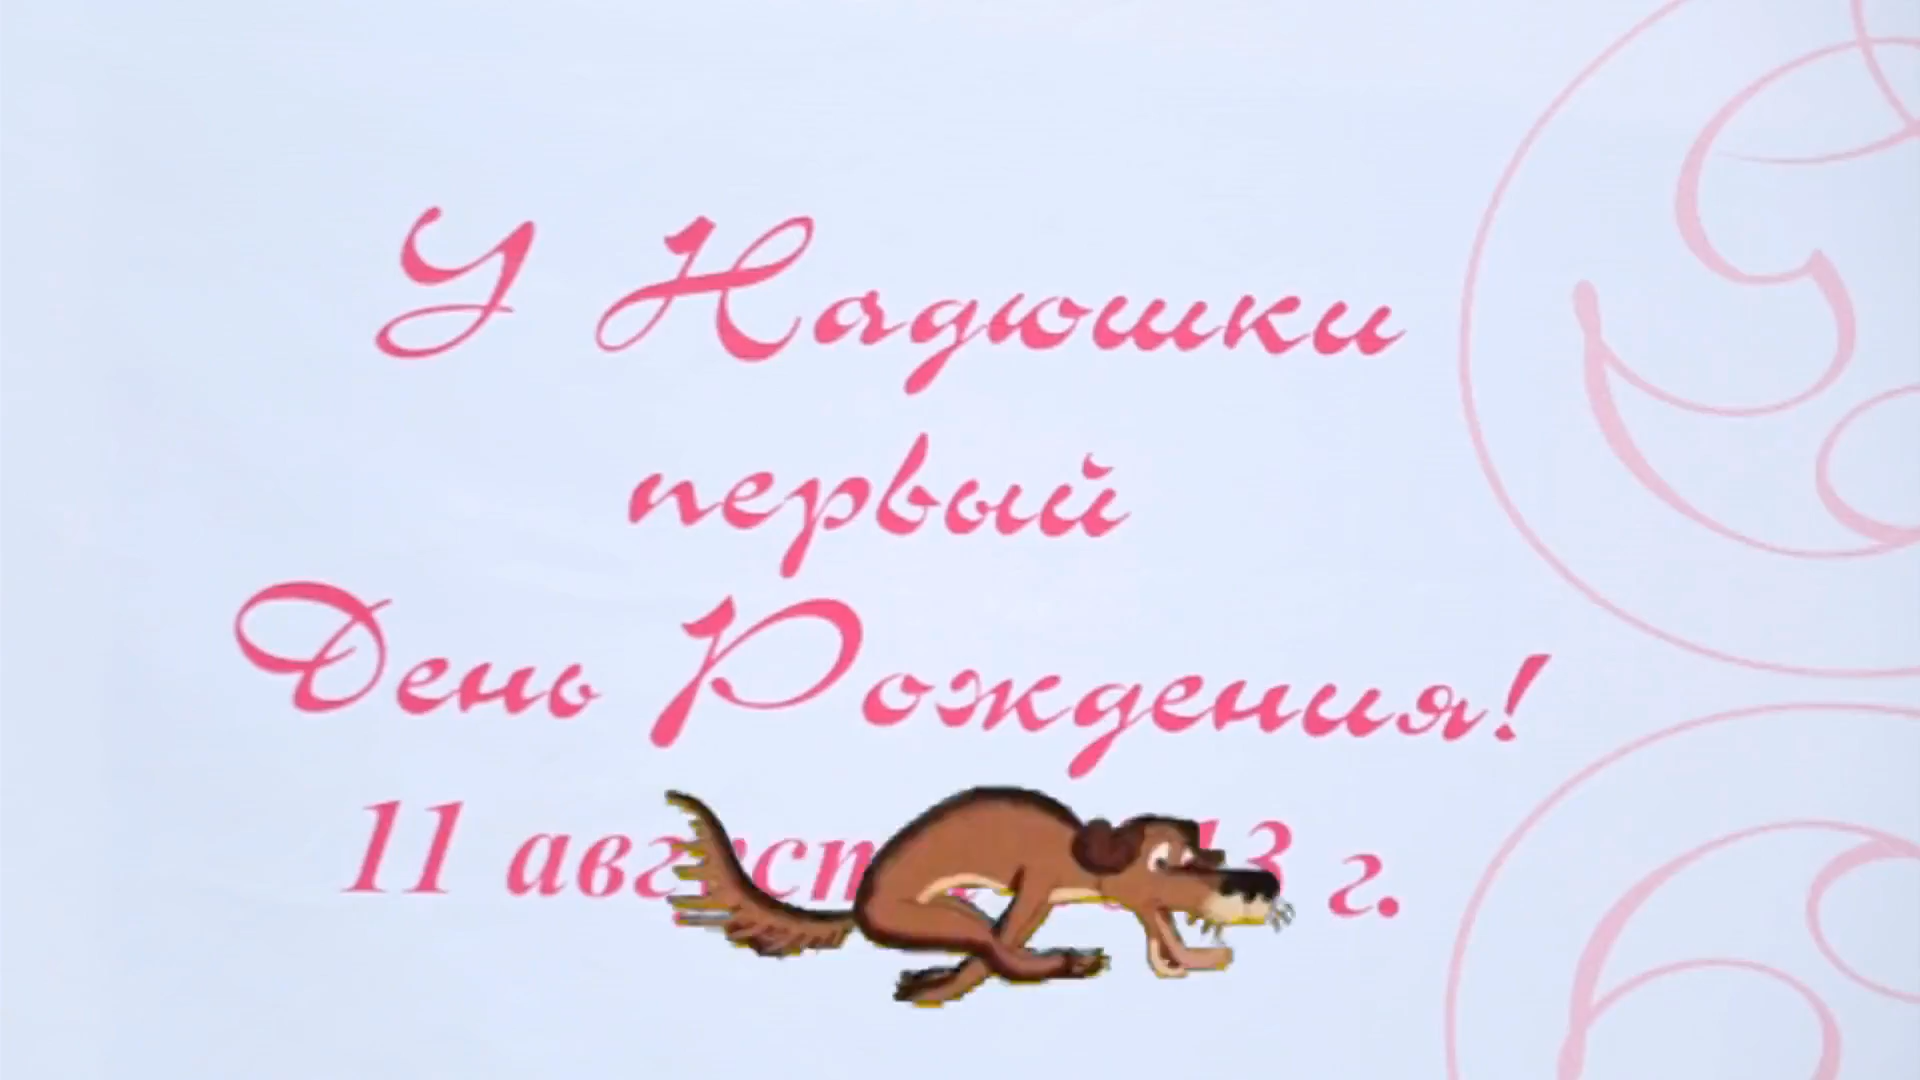 У Надюшки
первый
День Рождения!
11 г.